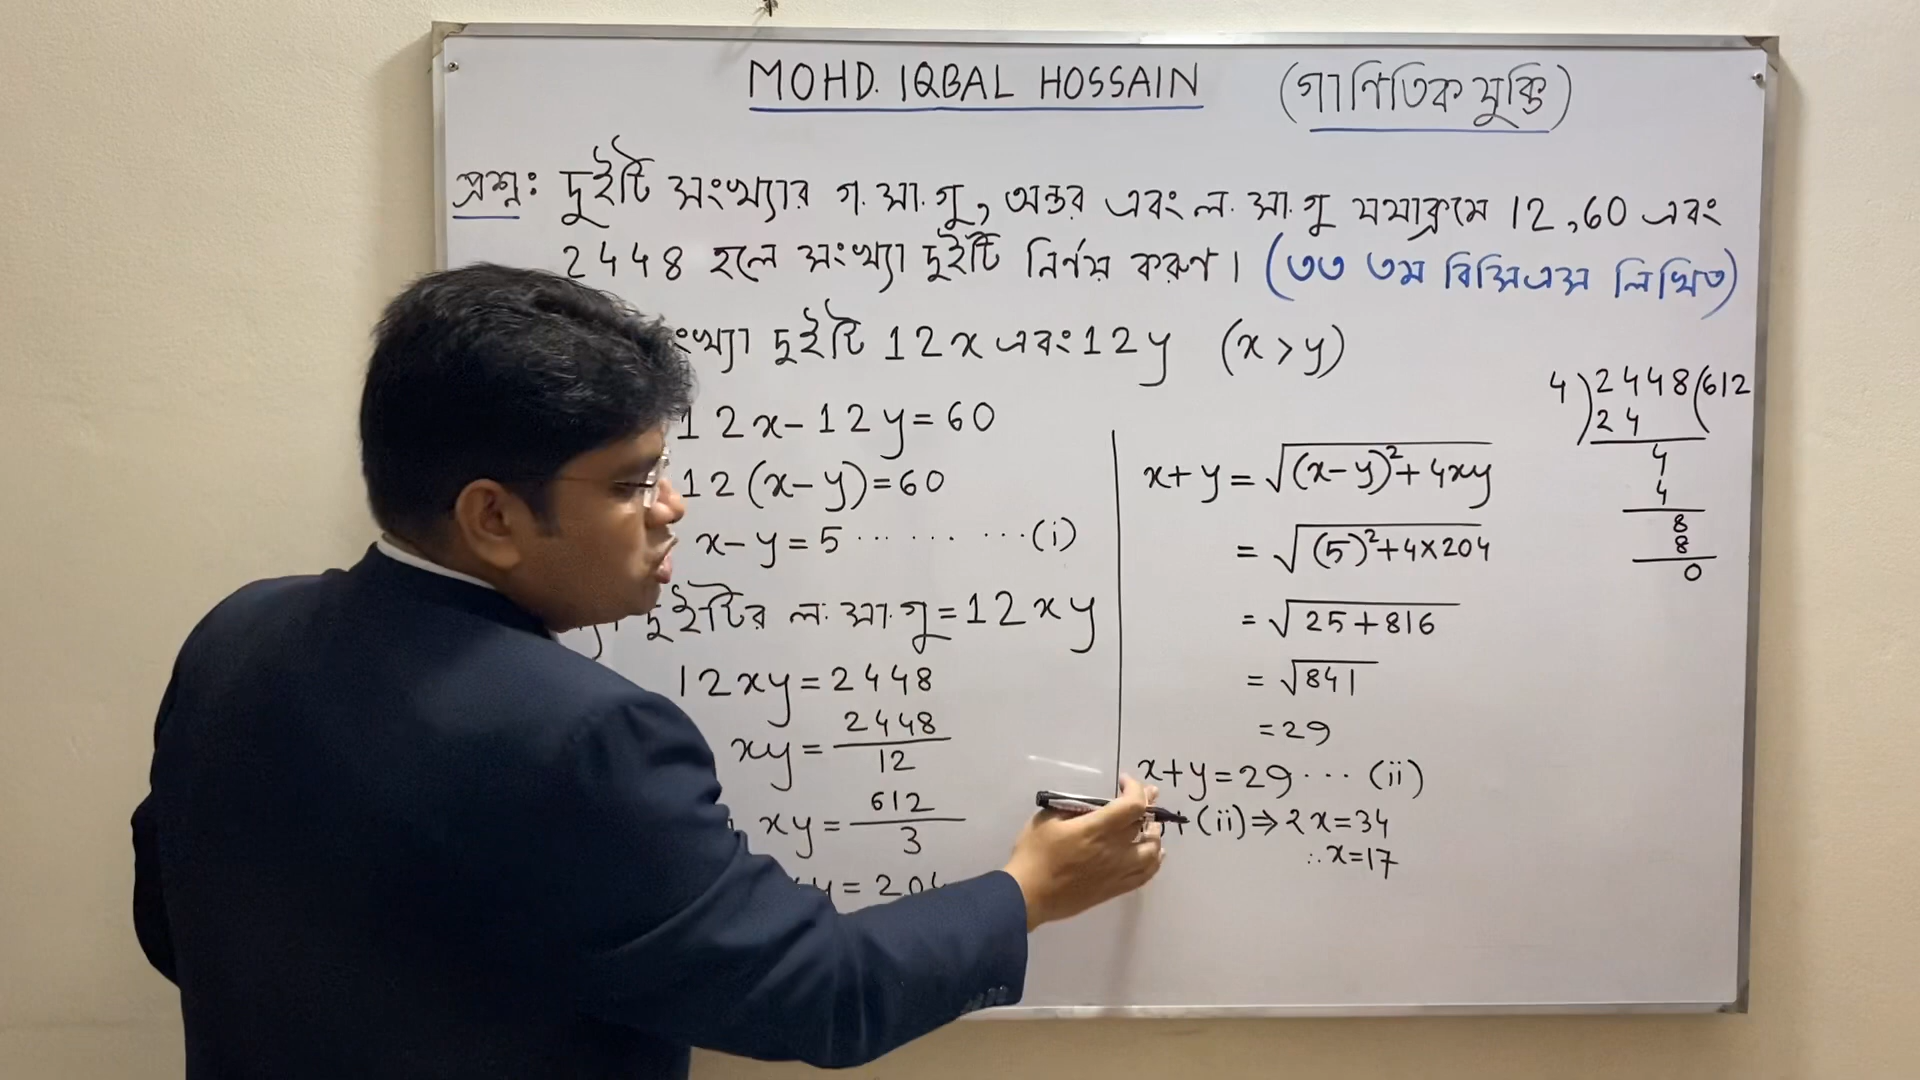 MOHD. IQBAL HOSSAIN (গাণিতিক যুক্তি)
প্রশ্ন: দুইটি সংখ্যার গ.সা.গু, অন্তর এবং ল.সা.গু যথাক্রমে 12, 60 এবং
2448 হলে সংখ্যা দুইটি নির্ণয় করুন। (৩৩ তম বিসিএস লিখিত)
দুইটি 12x এবং 12y (x > y)
12x - 12y = 60
12 (x - y) = 60
x - y = 5 ... ... ... (i)
দুইটির ল.সা.গু = 12xy
12xy = 2448
xy = 2448/12
xy = 612/3
= 204
x + y = √((x - y)² + 4xy)
= √((5)² + 4 × 204)
= √(25 + 816)
= √841
= 29
x + y = 29 ... (ii)
+ (ii) ⇒ 2x = 34
∴ x = 17
4) 2448 (612
24
4
4
8
8
0